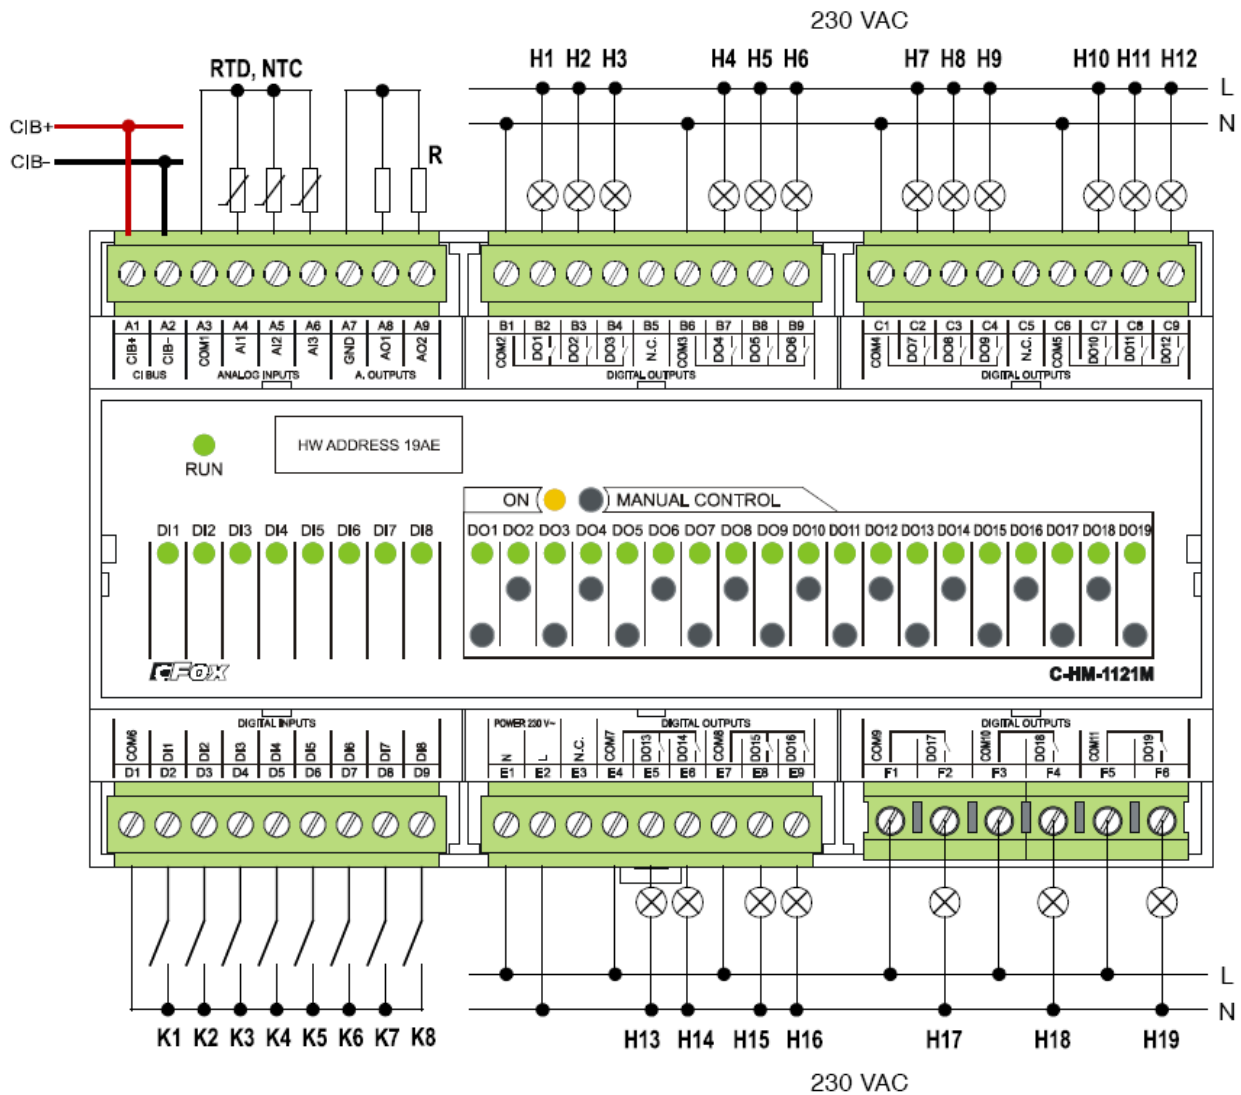 230 VAC
H1 H2 H3 H4 H5 H6 H7 H8 H9 H10 H11 H12
RTD, NTC
L
CIB+
N
CIB-
R
A1 A2 A3 A4 A5 A6 A7 A8 A9
CIB+ CIB- COM1 AI1 AI2 AI3 GND AO1 AO2
CI BUS ANALOG INPUTS A. OUTPUTS
B1 B2 B3 B4 B5 B6 B7 B8 B9
COM2 DO1 DO2 DO3 N.C. COM3 DO4 DO5 DO6
DIGITAL OUTPUTS
C1 C2 C3 C4 C5 C6 C7 C8 C9
COM4 DO7 DO8 DO9 N.C. COM5 DO10 DO11 DO12
DIGITAL OUTPUTS
RUN
HW ADDRESS 19AE
ON MANUAL CONTROL
DI1 DI2 DI3 DI4 DI5 DI6 DI7 DI8
DO1 DO2 DO3 DO4 DO5 DO6 DO7 DO8 DO9 DO10 DO11 DO12 DO13 DO14 DO15 DO16 DO17 DO18 DO19
CFOX
C-HM-1121M
DIGITAL INPUTS
COM6 DI1 DI2 DI3 DI4 DI5 DI6 DI7 DI8
D1 D2 D3 D4 D5 D6 D7 D8 D9
POWER 230 V~ DIGITAL OUTPUTS
N L N.C. COM7 DO13 DO14 COM8 DO15 DO16
E1 E2 E3 E4 E5 E6 E7 E8 E9
DIGITAL OUTPUTS
COM9 DO17 COM10 DO18 COM11 DO19
F1 F2 F3 F4 F5 F6
L
N
K1 K2 K3 K4 K5 K6 K7 K8
H13 H14 H15 H16 H17 H18 H19
230 VAC